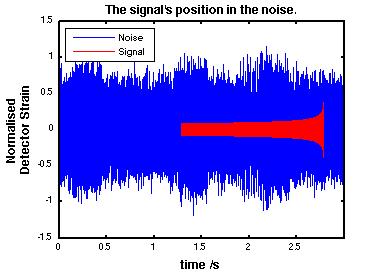 The signal's position in the noise.
Noise
Signal
1.5
1
0.5
0
-0.5
-1
-1.5
Normalised
Detector Strain
0 0.5 1 1.5 2 2.5
time /s